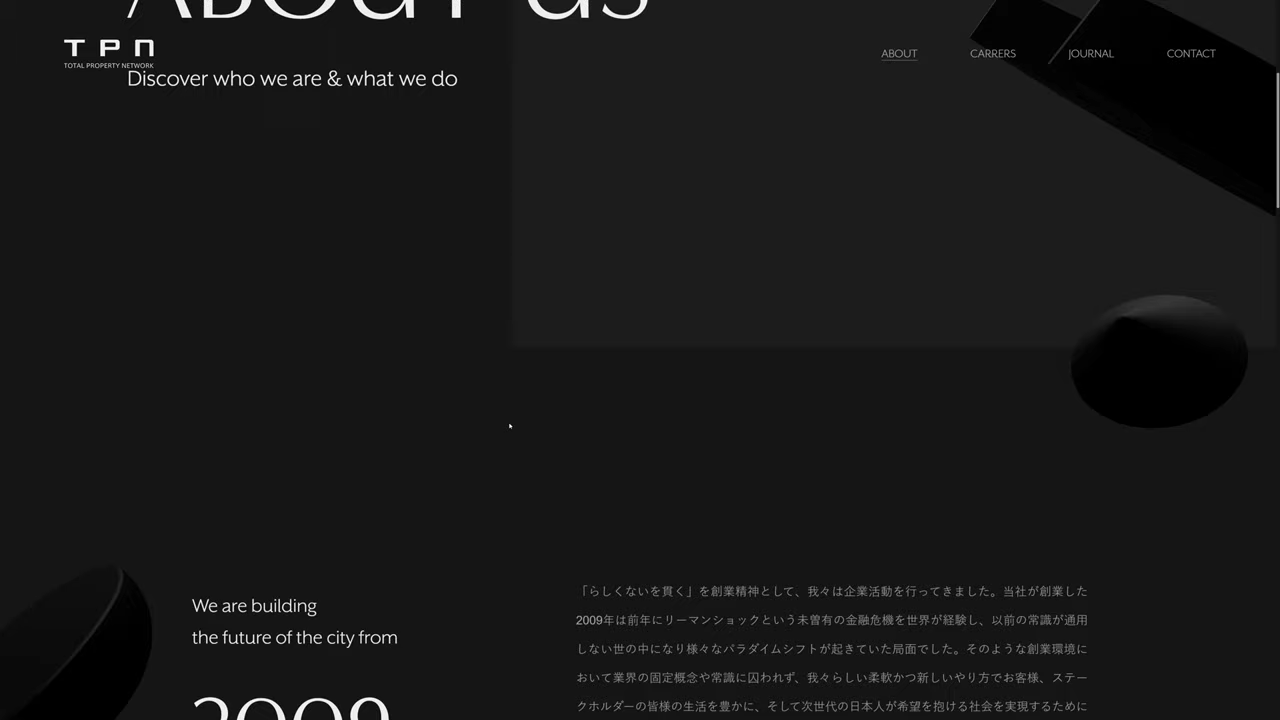 ABOUT US
TPN
TOTAL PROPERTY NETWORK
ABOUT
CARRERS
JOURNAL
CONTACT
Discover who we are & what we do
We are building
the future of the city from
2009
「らしくないを貫く」を創業精神として、我々は企業活動を行ってきました。当社が創業した
2009年は前年にリーマンショックという未曽有の金融危機を世界が経験し、以前の常識が通用
しない世の中になり様々なパラダイムシフトが起きていた局面でした。そのような創業環境に
おいて業界の固定概念や常識に囚われず、我々らしい柔軟かつ新しいやり方でお客様、ステー
クホルダーの皆様の生活を豊かに、そして次世代の日本人が希望を抱ける社会を実現するために